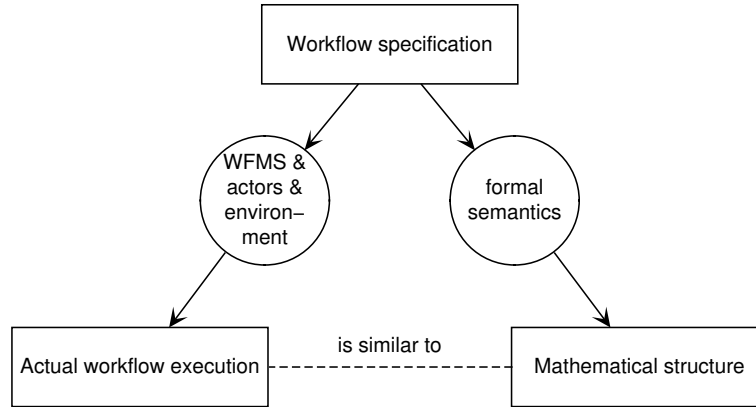 Workflow specification
WFMS &
actors &
environ−
ment
formal
semantics
is similar to
Actual workflow execution
Mathematical structure